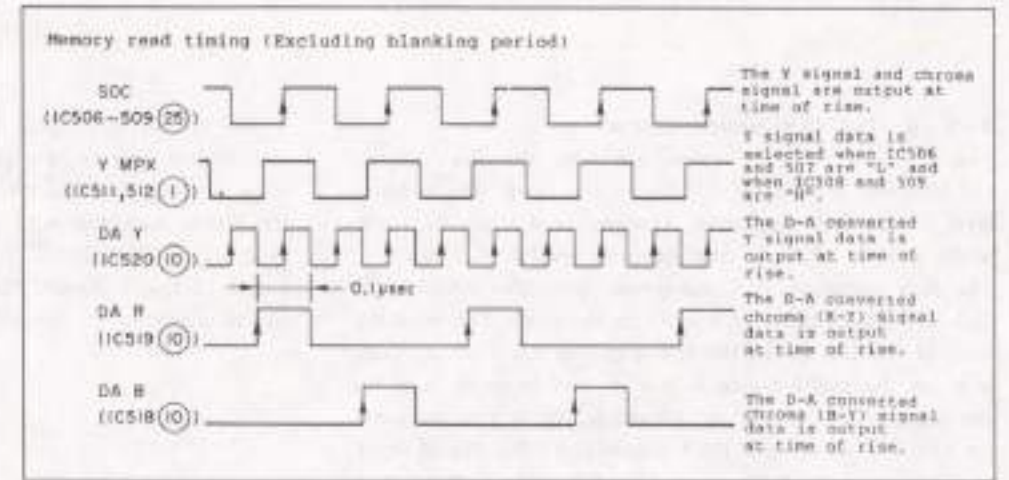 Memory read timing (Excluding blanking period)
SOC
(IC506~509 (25))
The Y signal and chroma
signal are output at
time of rise.
Y MPX
(IC511,512 (1))
Y signal data is
selected when IC506
and 507 are "L" and
when IC508 and 509
are "H".
DA Y
(IC520 (10))
The D-A converted
Y signal data is
output at time of
rise.
0.1μsec
DA R
(IC519 (10))
The D-A converted
chroma (R-Y) signal
data is output
at time of rise.
DA B
(IC518 (10))
The D-A converted
chroma (B-Y) signal
data is output
at time of rise.